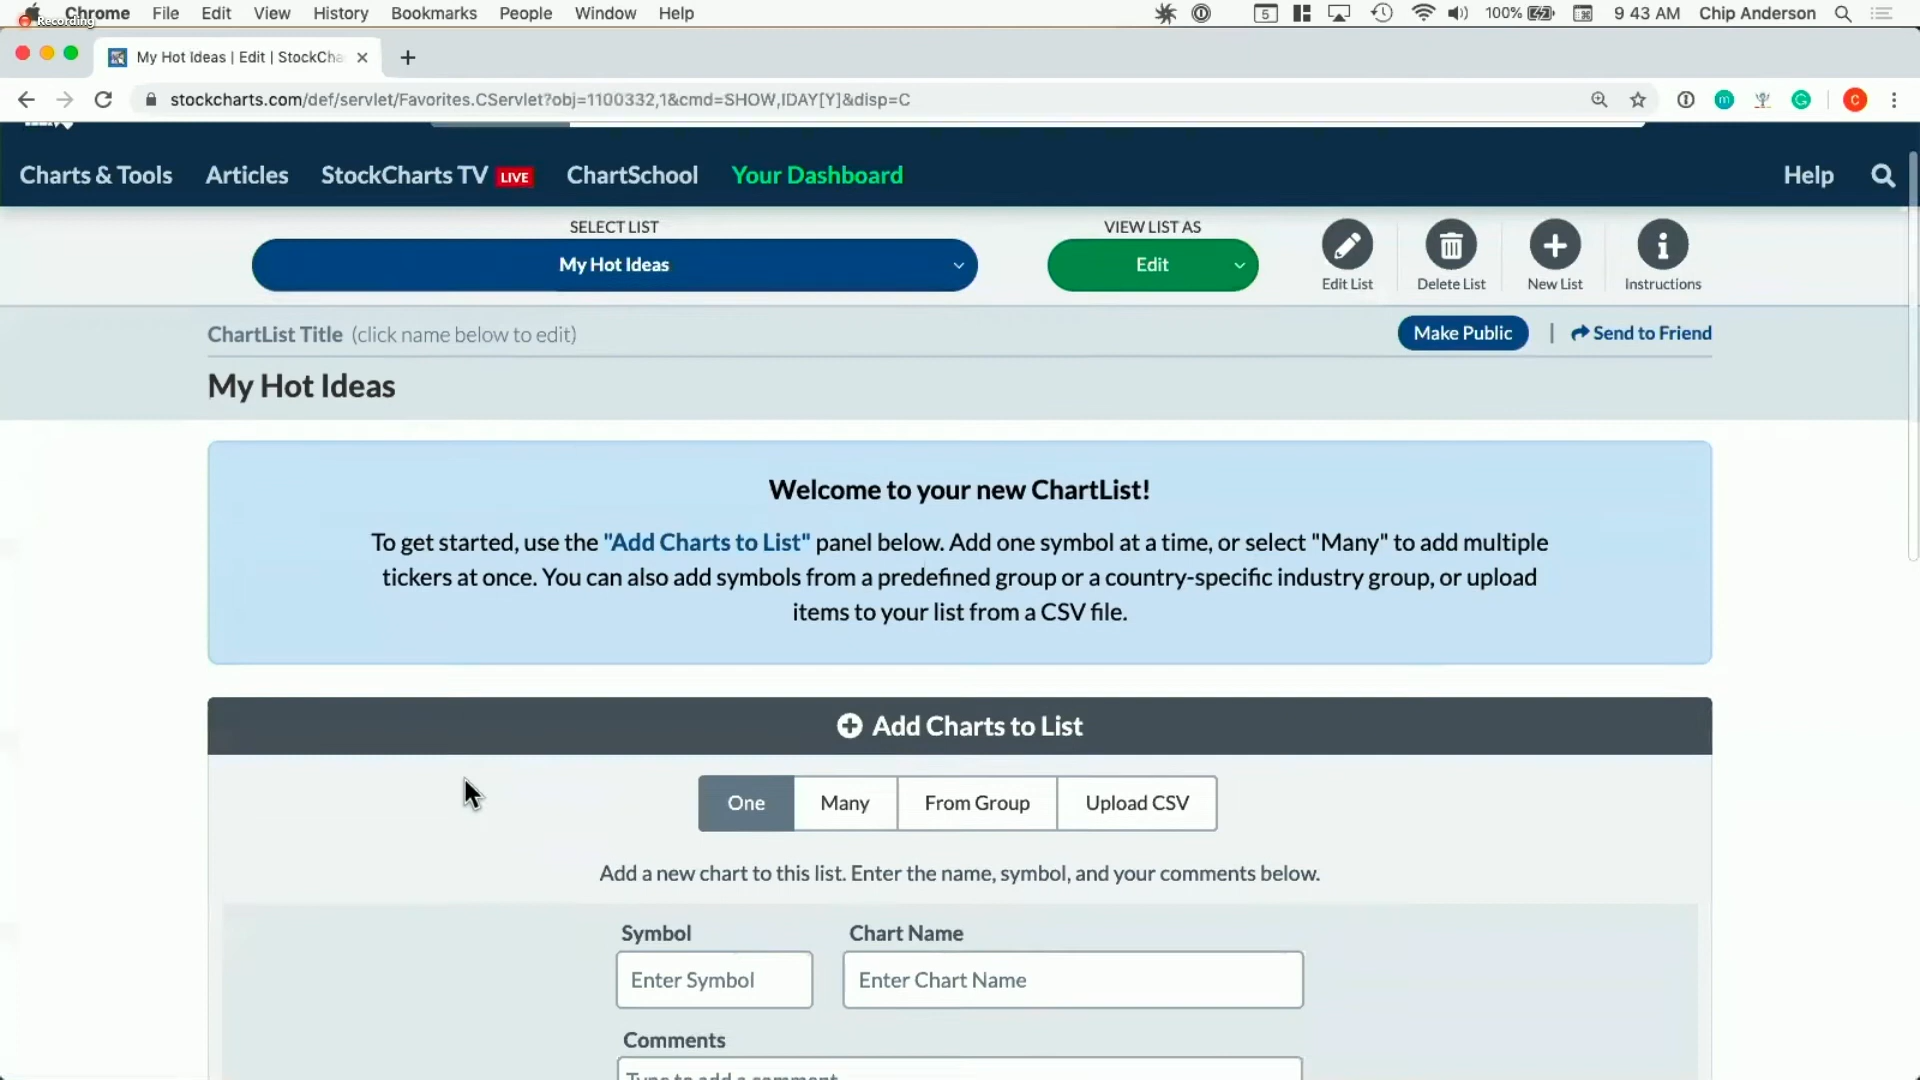 Chrome File Edit View History Bookmarks People Window Help 5 100% 9 43 AM Chip Anderson
Recording
My Hot Ideas | Edit | StockCha
stockcharts.com/def/servlet/Favorites.CServlet?obj=1100332,1&cmd=SHOW,IDAY[Y]&disp=C
Charts & Tools Articles StockCharts TV LIVE ChartSchool Your Dashboard Help
SELECT LIST VIEW LIST AS
My Hot Ideas Edit
Edit List Delete List New List Instructions
ChartList Title (click name below to edit) Make Public | Send to Friend
My Hot Ideas
Welcome to your new ChartList!
To get started, use the "Add Charts to List" panel below. Add one symbol at a time, or select "Many" to add multiple
tickers at once. You can also add symbols from a predefined group or a country-specific industry group, or upload
items to your list from a CSV file.
Add Charts to List
One Many From Group Upload CSV
Add a new chart to this list. Enter the name, symbol, and your comments below.
Symbol Chart Name
Enter Symbol Enter Chart Name
Comments
Type to add a comment